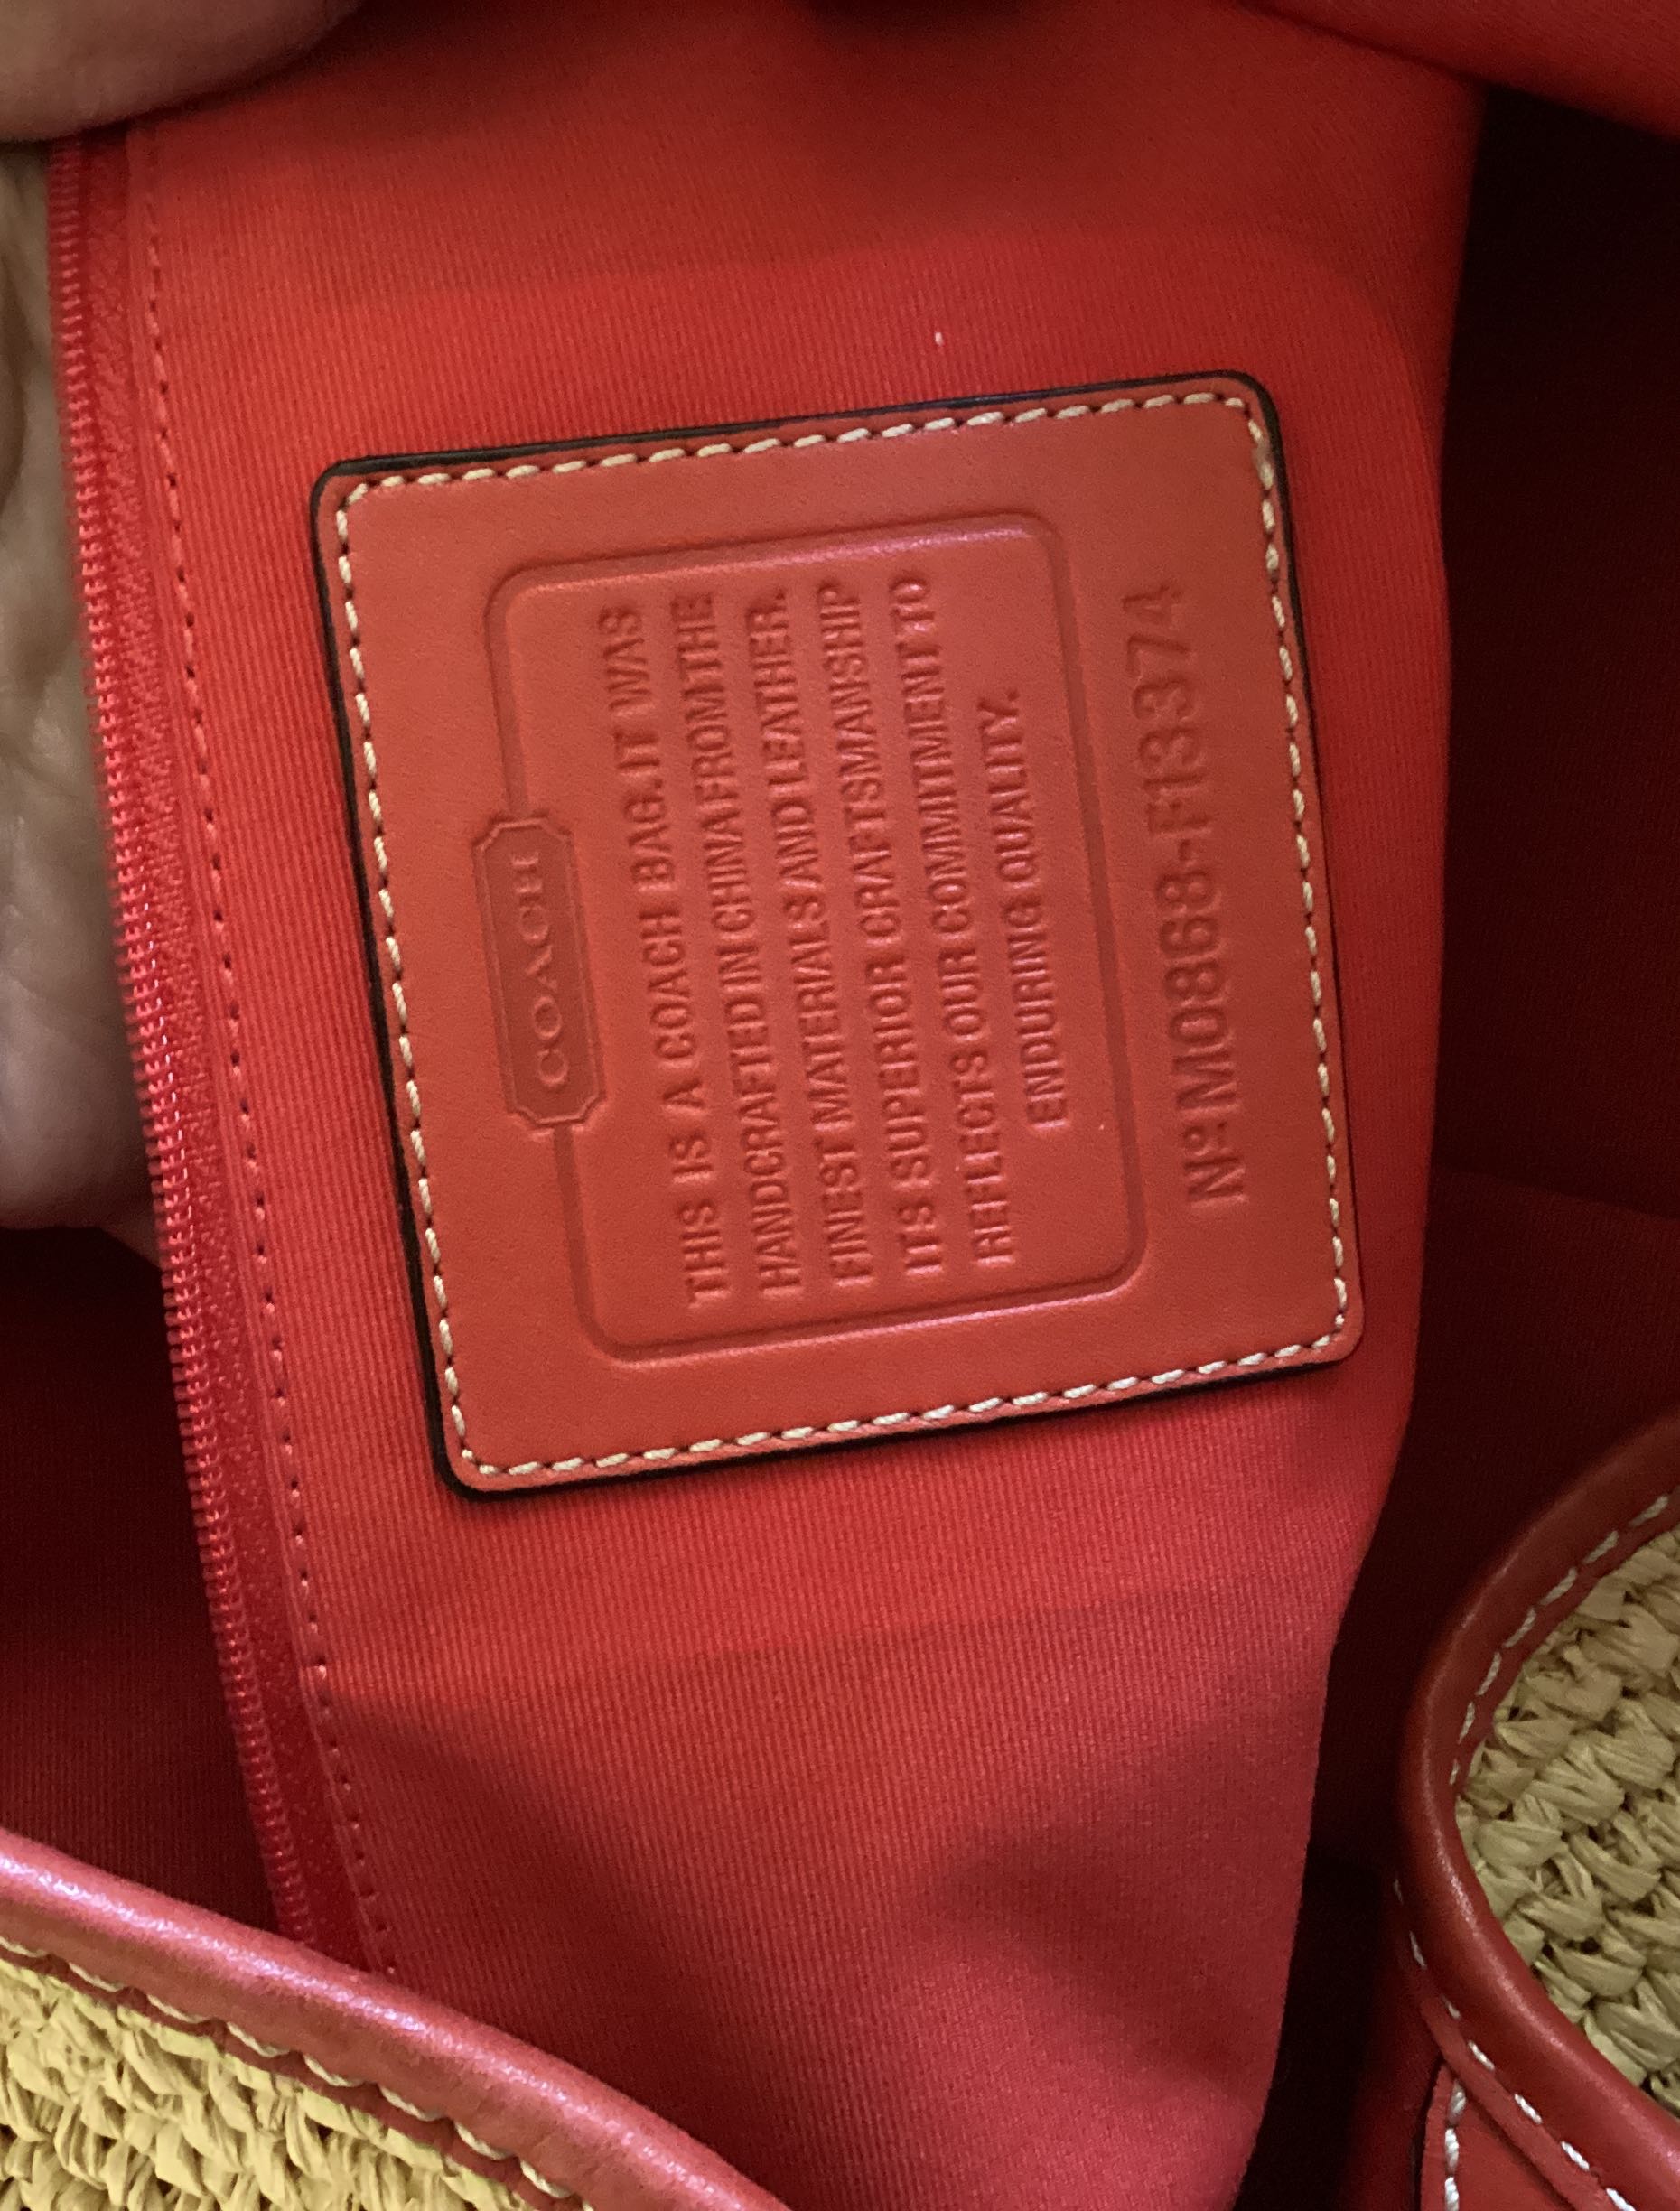 COACH
THIS IS A COACH BAG. IT WAS
HANDCRAFTED IN CHINA FROM THE
FINEST MATERIALS AND LEATHER.
ITS SUPERIOR CRAFTSMANSHIP
REFLECTS OUR COMMITMENT TO
ENDURING QUALITY.
Nº M0868-F13374